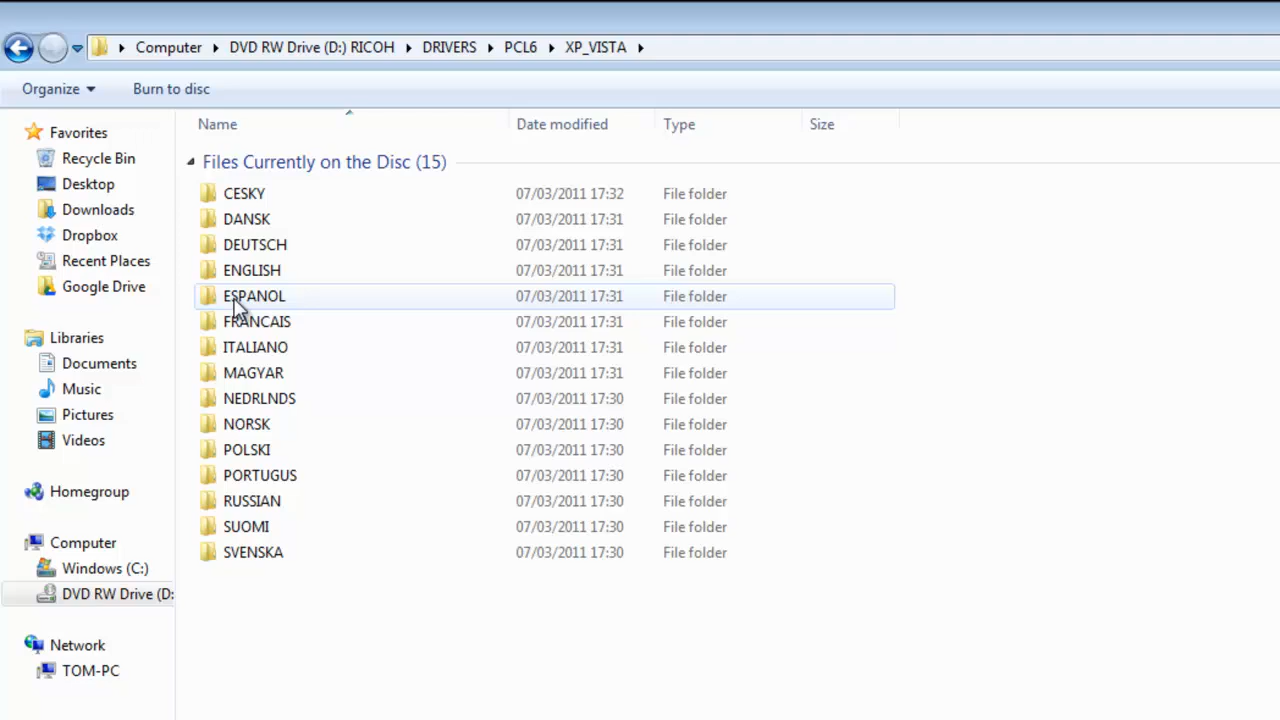 Computer DVD RW Drive (D:) RICOH DRIVERS PCL6 XP_VISTA
Organize Burn to disc
Name Date modified Type Size
Favorites
Recycle Bin
Desktop
Downloads
Dropbox
Recent Places
Google Drive
Libraries
Documents
Music
Pictures
Videos
Homegroup
Computer
Windows (C:)
DVD RW Drive (D:
Network
TOM-PC
Files Currently on the Disc (15)
CESKY 07/03/2011 17:32 File folder
DANSK 07/03/2011 17:31 File folder
DEUTSCH 07/03/2011 17:31 File folder
ENGLISH 07/03/2011 17:31 File folder
ESPANOL 07/03/2011 17:31 File folder
FRANCAIS 07/03/2011 17:31 File folder
ITALIANO 07/03/2011 17:31 File folder
MAGYAR 07/03/2011 17:31 File folder
NEDRLNDS 07/03/2011 17:30 File folder
NORSK 07/03/2011 17:30 File folder
POLSKI 07/03/2011 17:30 File folder
PORTUGUS 07/03/2011 17:30 File folder
RUSSIAN 07/03/2011 17:30 File folder
SUOMI 07/03/2011 17:30 File folder
SVENSKA 07/03/2011 17:30 File folder